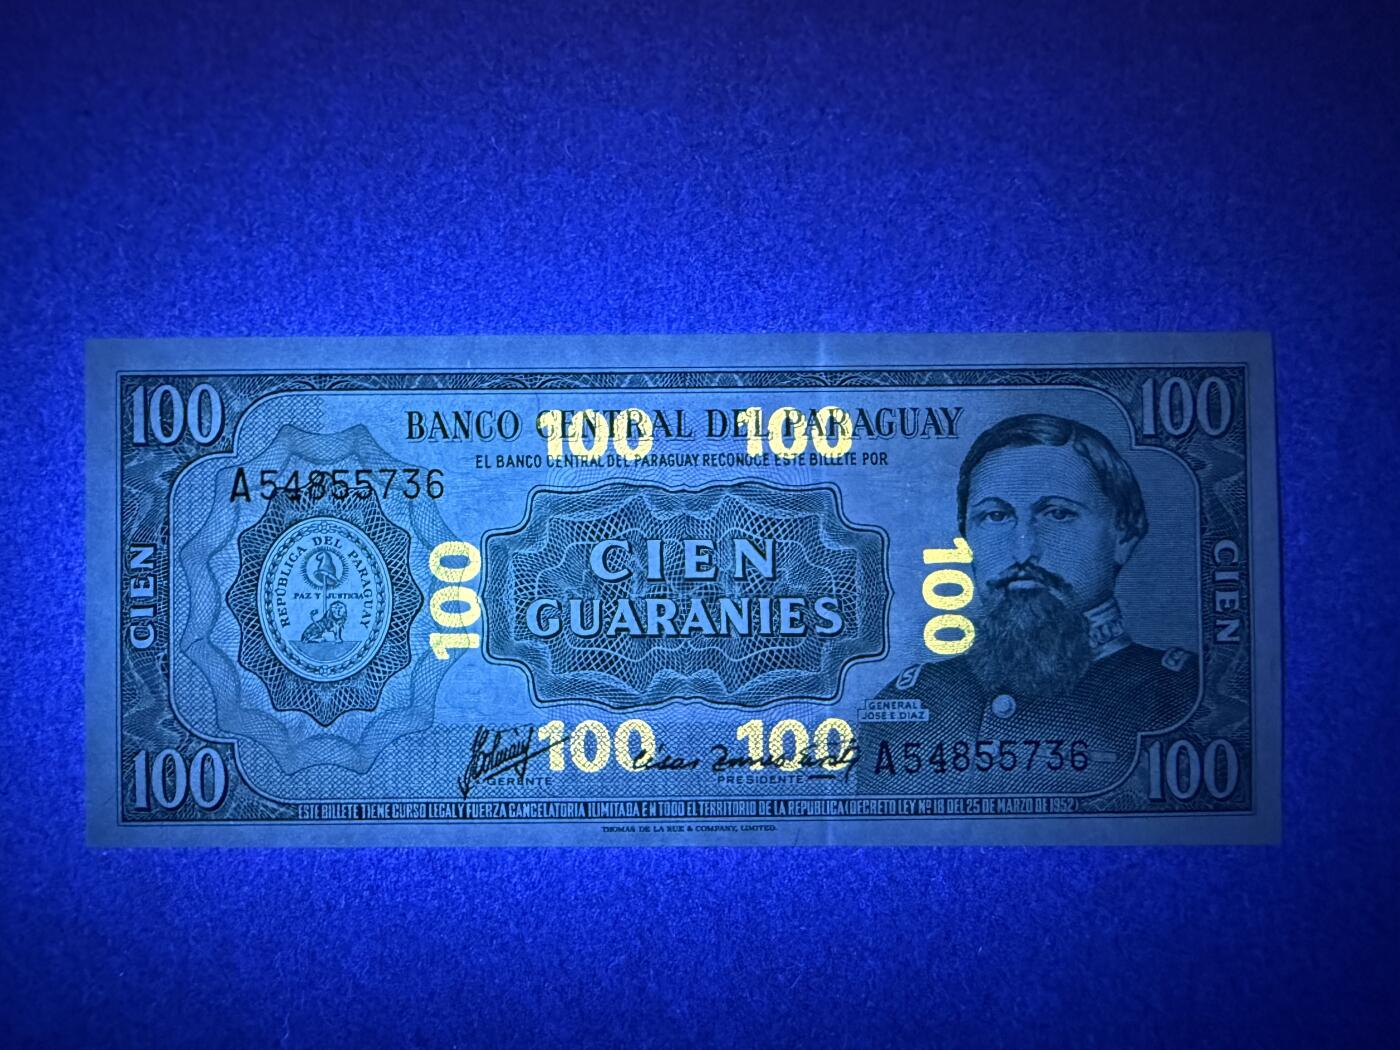 100
100
BANCO CENTRAL DEL PARAGUAY
100 100
EL BANCO CENTRAL DEL PARAGUAY RECONOCE ESTE BILLETE POR
A54855736
REPÚBLICA DEL PARAGUAY
PAZ Y JUSTICIA
CIEN
100
CIEN
GUARANIES
100
CIEN
GENERAL
JOSE E. DIAZ
100 100
A54855736
GERENTE
PRESIDENTE
100
100
ESTE BILLETE TIENE CURSO LEGAL Y FUERZA CANCELATORIA ILIMITADA EN TODO EL TERRITORIO DE LA REPUBLICA (DECRETO LEY Nº 18 DEL 25 DE MARZO DE 1952)
THOMAS DE LA RUE & COMPANY, LIMITED.